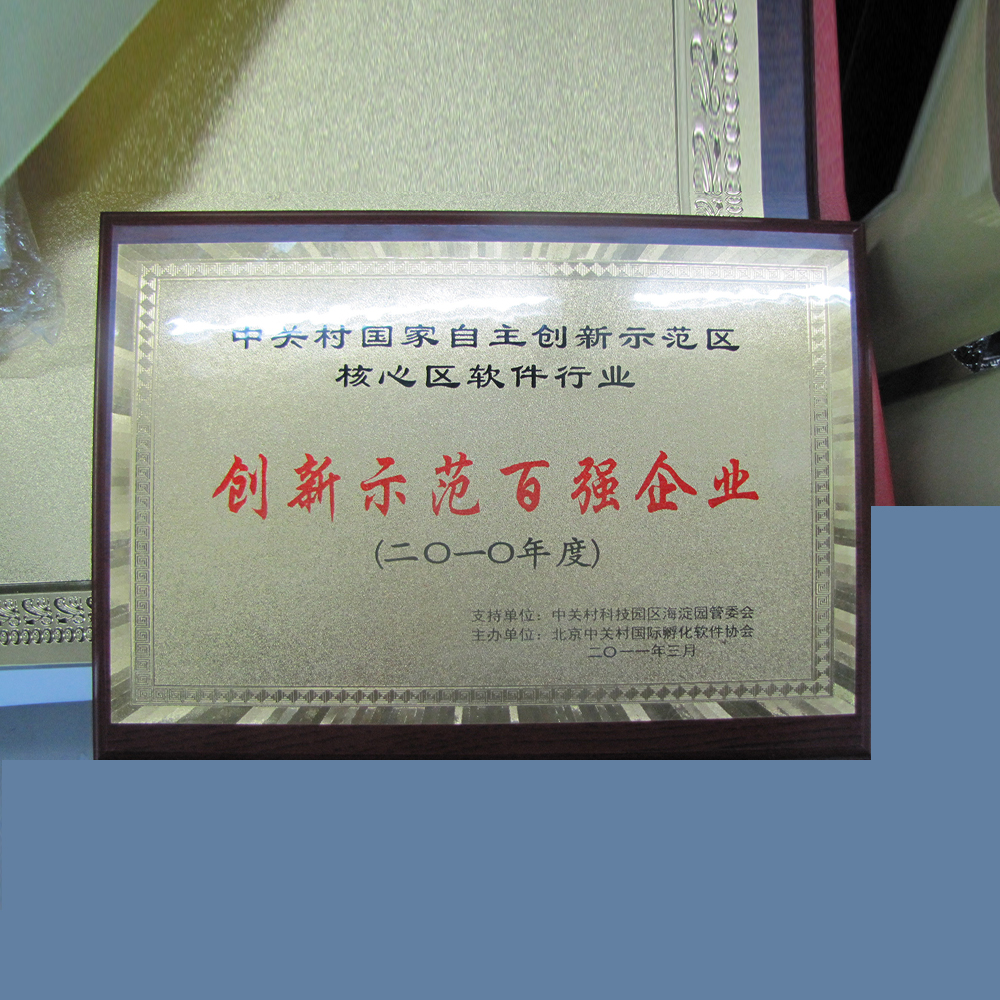 中关村国家自主创新示范区
核心区软件行业
创新示范百强企业
(二〇一〇年度)
支持单位：中关村科技园区海淀园管委会
主办单位：北京中关村国际孵化软件协会
二〇一一年三月